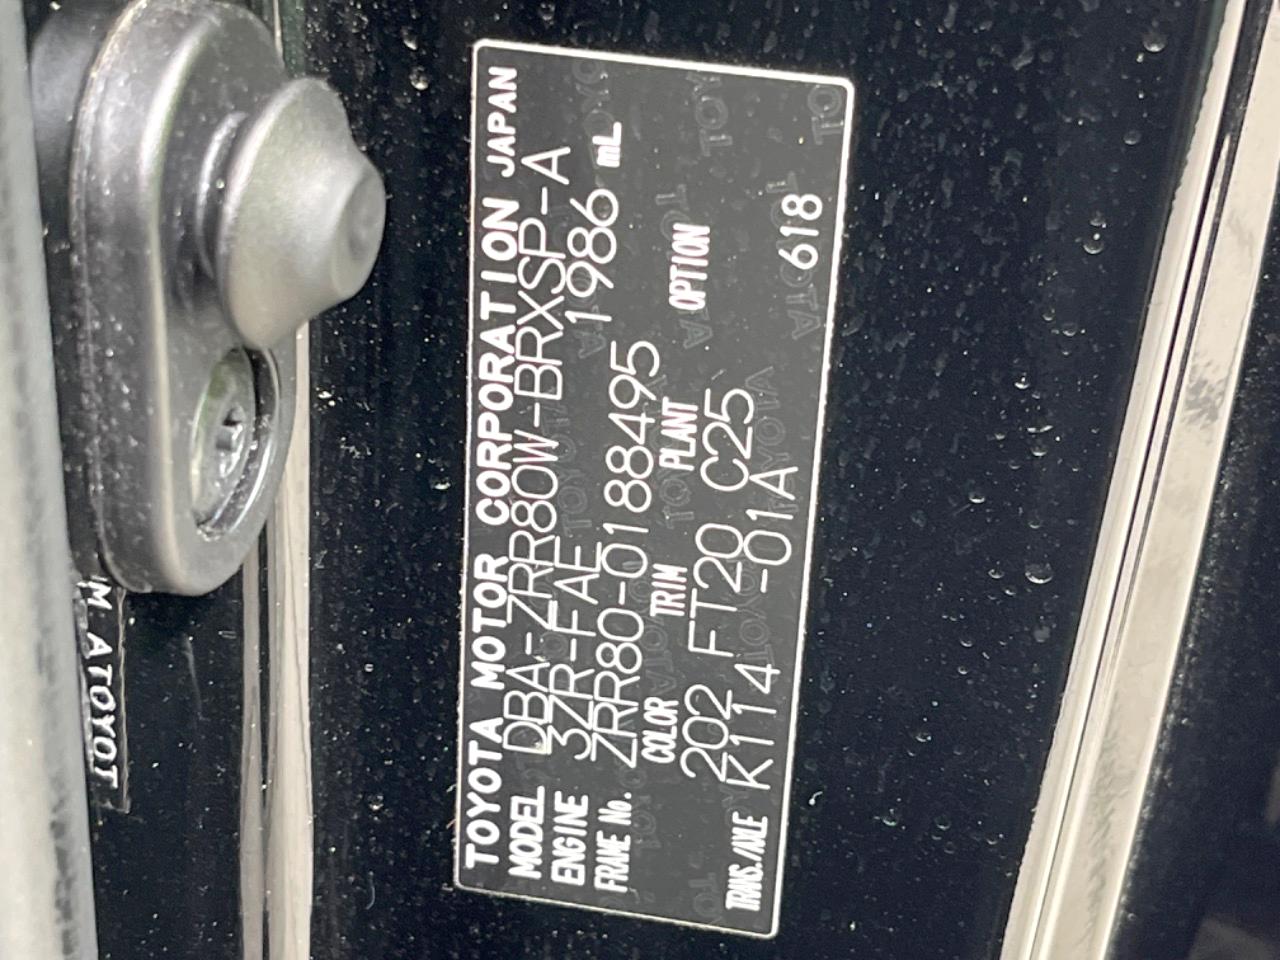 TOYOTA MOTOR CORPORATION JAPAN
MODEL DBA-ZRR80W-BRXSP-A
ENGINE 3ZR-FAE 1986 mL
FRAME No. ZRR80-0188495
COLOR TRIM PLANT OPTION
202 FT20 C25
TRANS./AXLE K114 -01A 618
M ATOYOT